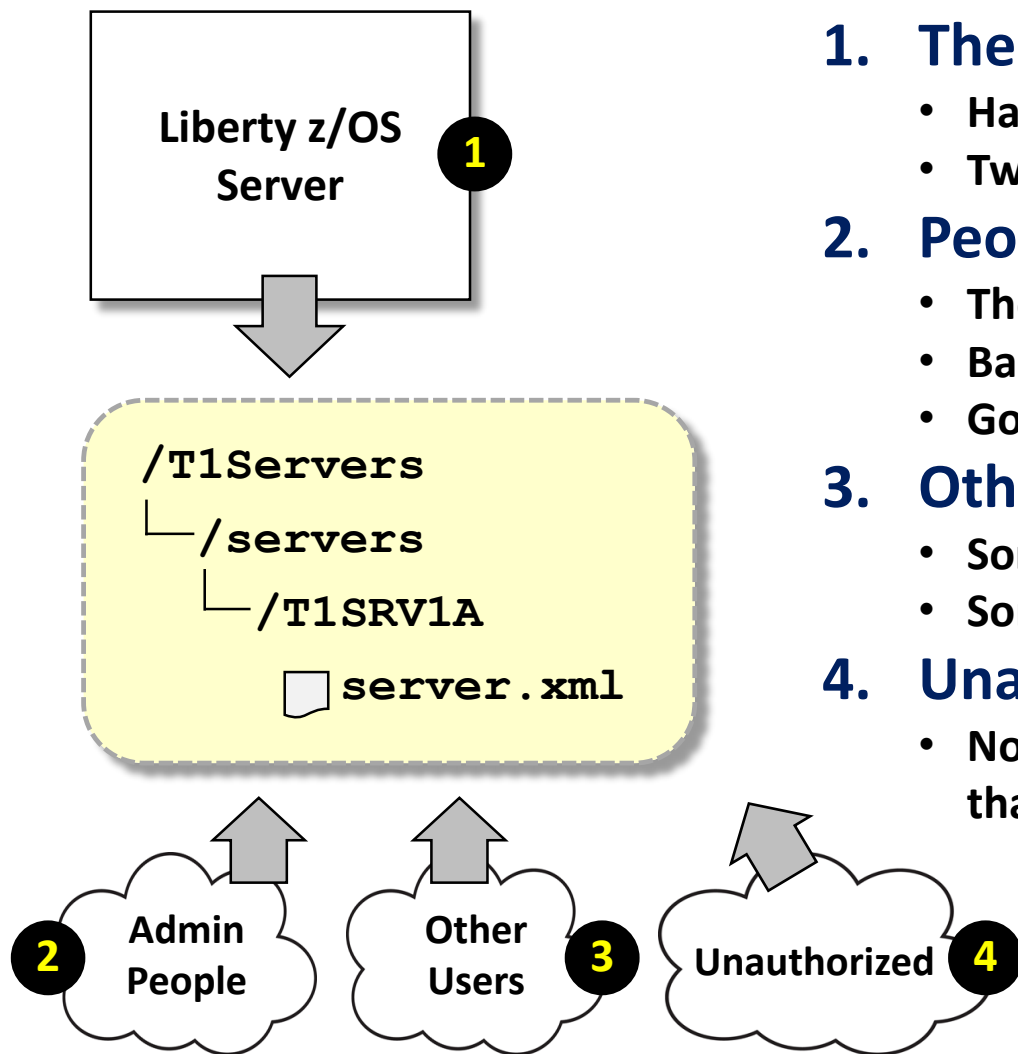 Liberty z/OS
Server
1
/T1Servers
/servers
/T1SRV1A
server.xml
2
Admin
People
Other
Users
3
Unauthorized
4
1. The
• Ha
• Tw
2. Peo
• Th
• Ba
• Go
3. Oth
• So
• So
4. Una
• No
tha